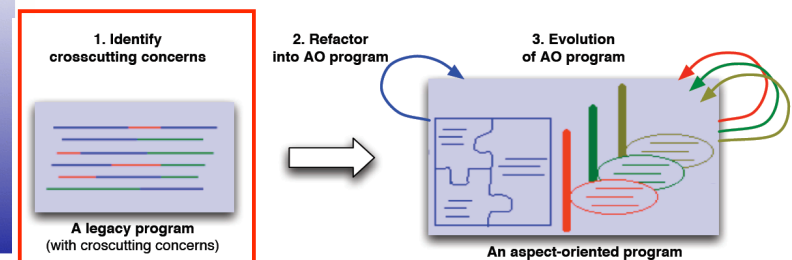 1. Identify
crosscutting concerns
2. Refactor
into AO program
3. Evolution
of AO program
A legacy program
(with croscutting concerns)
An aspect-oriented program